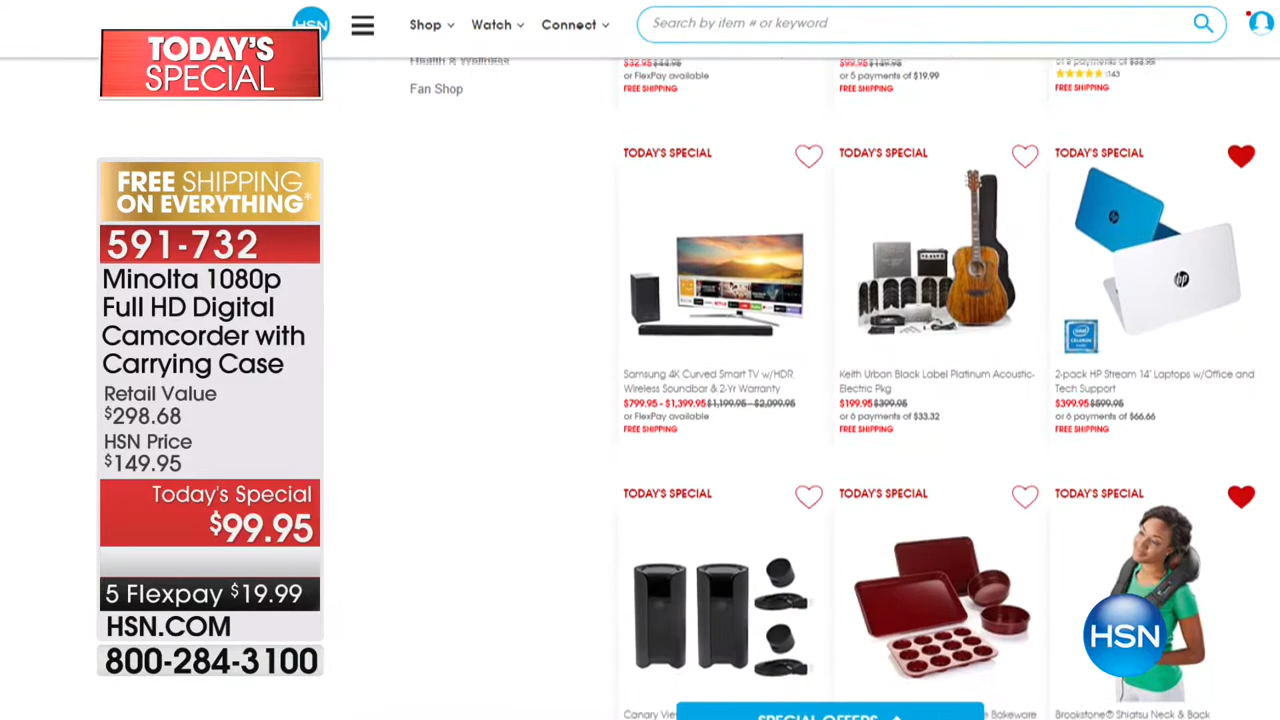 HSN
Shop
Watch
Connect
Search by item # or keyword
TODAY'S
SPECIAL
Health & Wellness
Fan Shop
$32.95 $44.95
or FlexPay available
FREE SHIPPING
$99.95 $149.95
or 5 payments of $19.99
FREE SHIPPING
143
FREE SHIPPING
FREE SHIPPING
ON EVERYTHING*
591-732
Minolta 1080p
Full HD Digital
Camcorder with
Carrying Case
Retail Value
$298.68
HSN Price
$149.95
Today's Special
$99.95
5 Flexpay $19.99
HSN.COM
800-284-3100
TODAY'S SPECIAL
Samsung 4K Curved Smart TV w/HDR,
Wireless Soundbar & 2-Yr Warranty
$799.95 - $1,399.95 $1,199.95 - $2,099.95
or FlexPay available
FREE SHIPPING
TODAY'S SPECIAL
Keith Urban Black Label Platinum Acoustic-
Electric Pkg
$199.95 $399.95
or 6 payments of $33.32
FREE SHIPPING
TODAY'S SPECIAL
hp
hp
intel
CELERON
2-pack HP Stream 14" Laptops w/Office and
Tech Support
$399.95 $599.95
or 6 payments of $66.66
FREE SHIPPING
TODAY'S SPECIAL
Canary Vie
TODAY'S SPECIAL
Bakeware
TODAY'S SPECIAL
Brookstone® Shiatsu Neck & Back
HSN
SPECIAL OFFERS